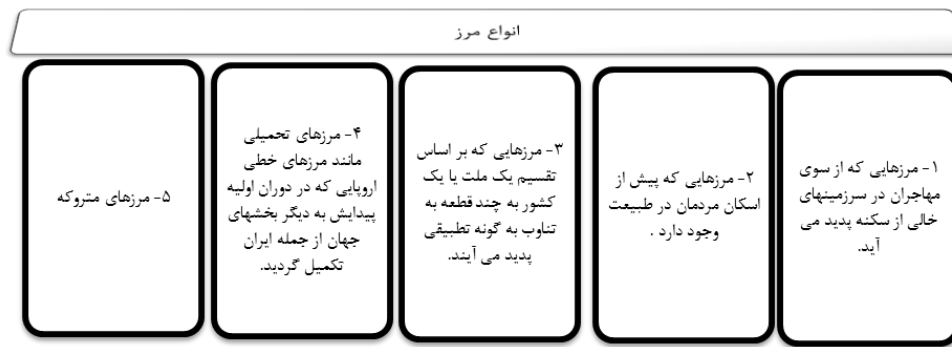 انواع مرز
۱- مرزهایی که از سوی
مهاجران در سرزمینهای
خالی از سکنه پدید می
آید.
۲- مرزهایی که پیش از
اسکان مردمان در طبیعت
وجود دارد .
۳- مرزهایی که بر اساس
تقسیم یک ملت یا یک
کشور به چند قطعه به
تناوب به گونه تطبیقی
پدید می آیند.
۴- مرزهای تحمیلی
مانند مرزهای خطی
اروپایی که در دوران اولیه
پیدایش به دیگر بخشهای
جهان از جمله ایران
تکمیل گردید.
۵- مرزهای متروکه